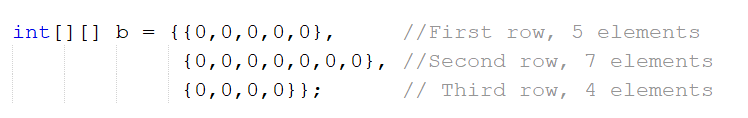 int[][] b = {{0,0,0,0,0}, //First row, 5 elements
{0,0,0,0,0,0,0}, //Second row, 7 elements
{0,0,0,0}}; // Third row, 4 elements